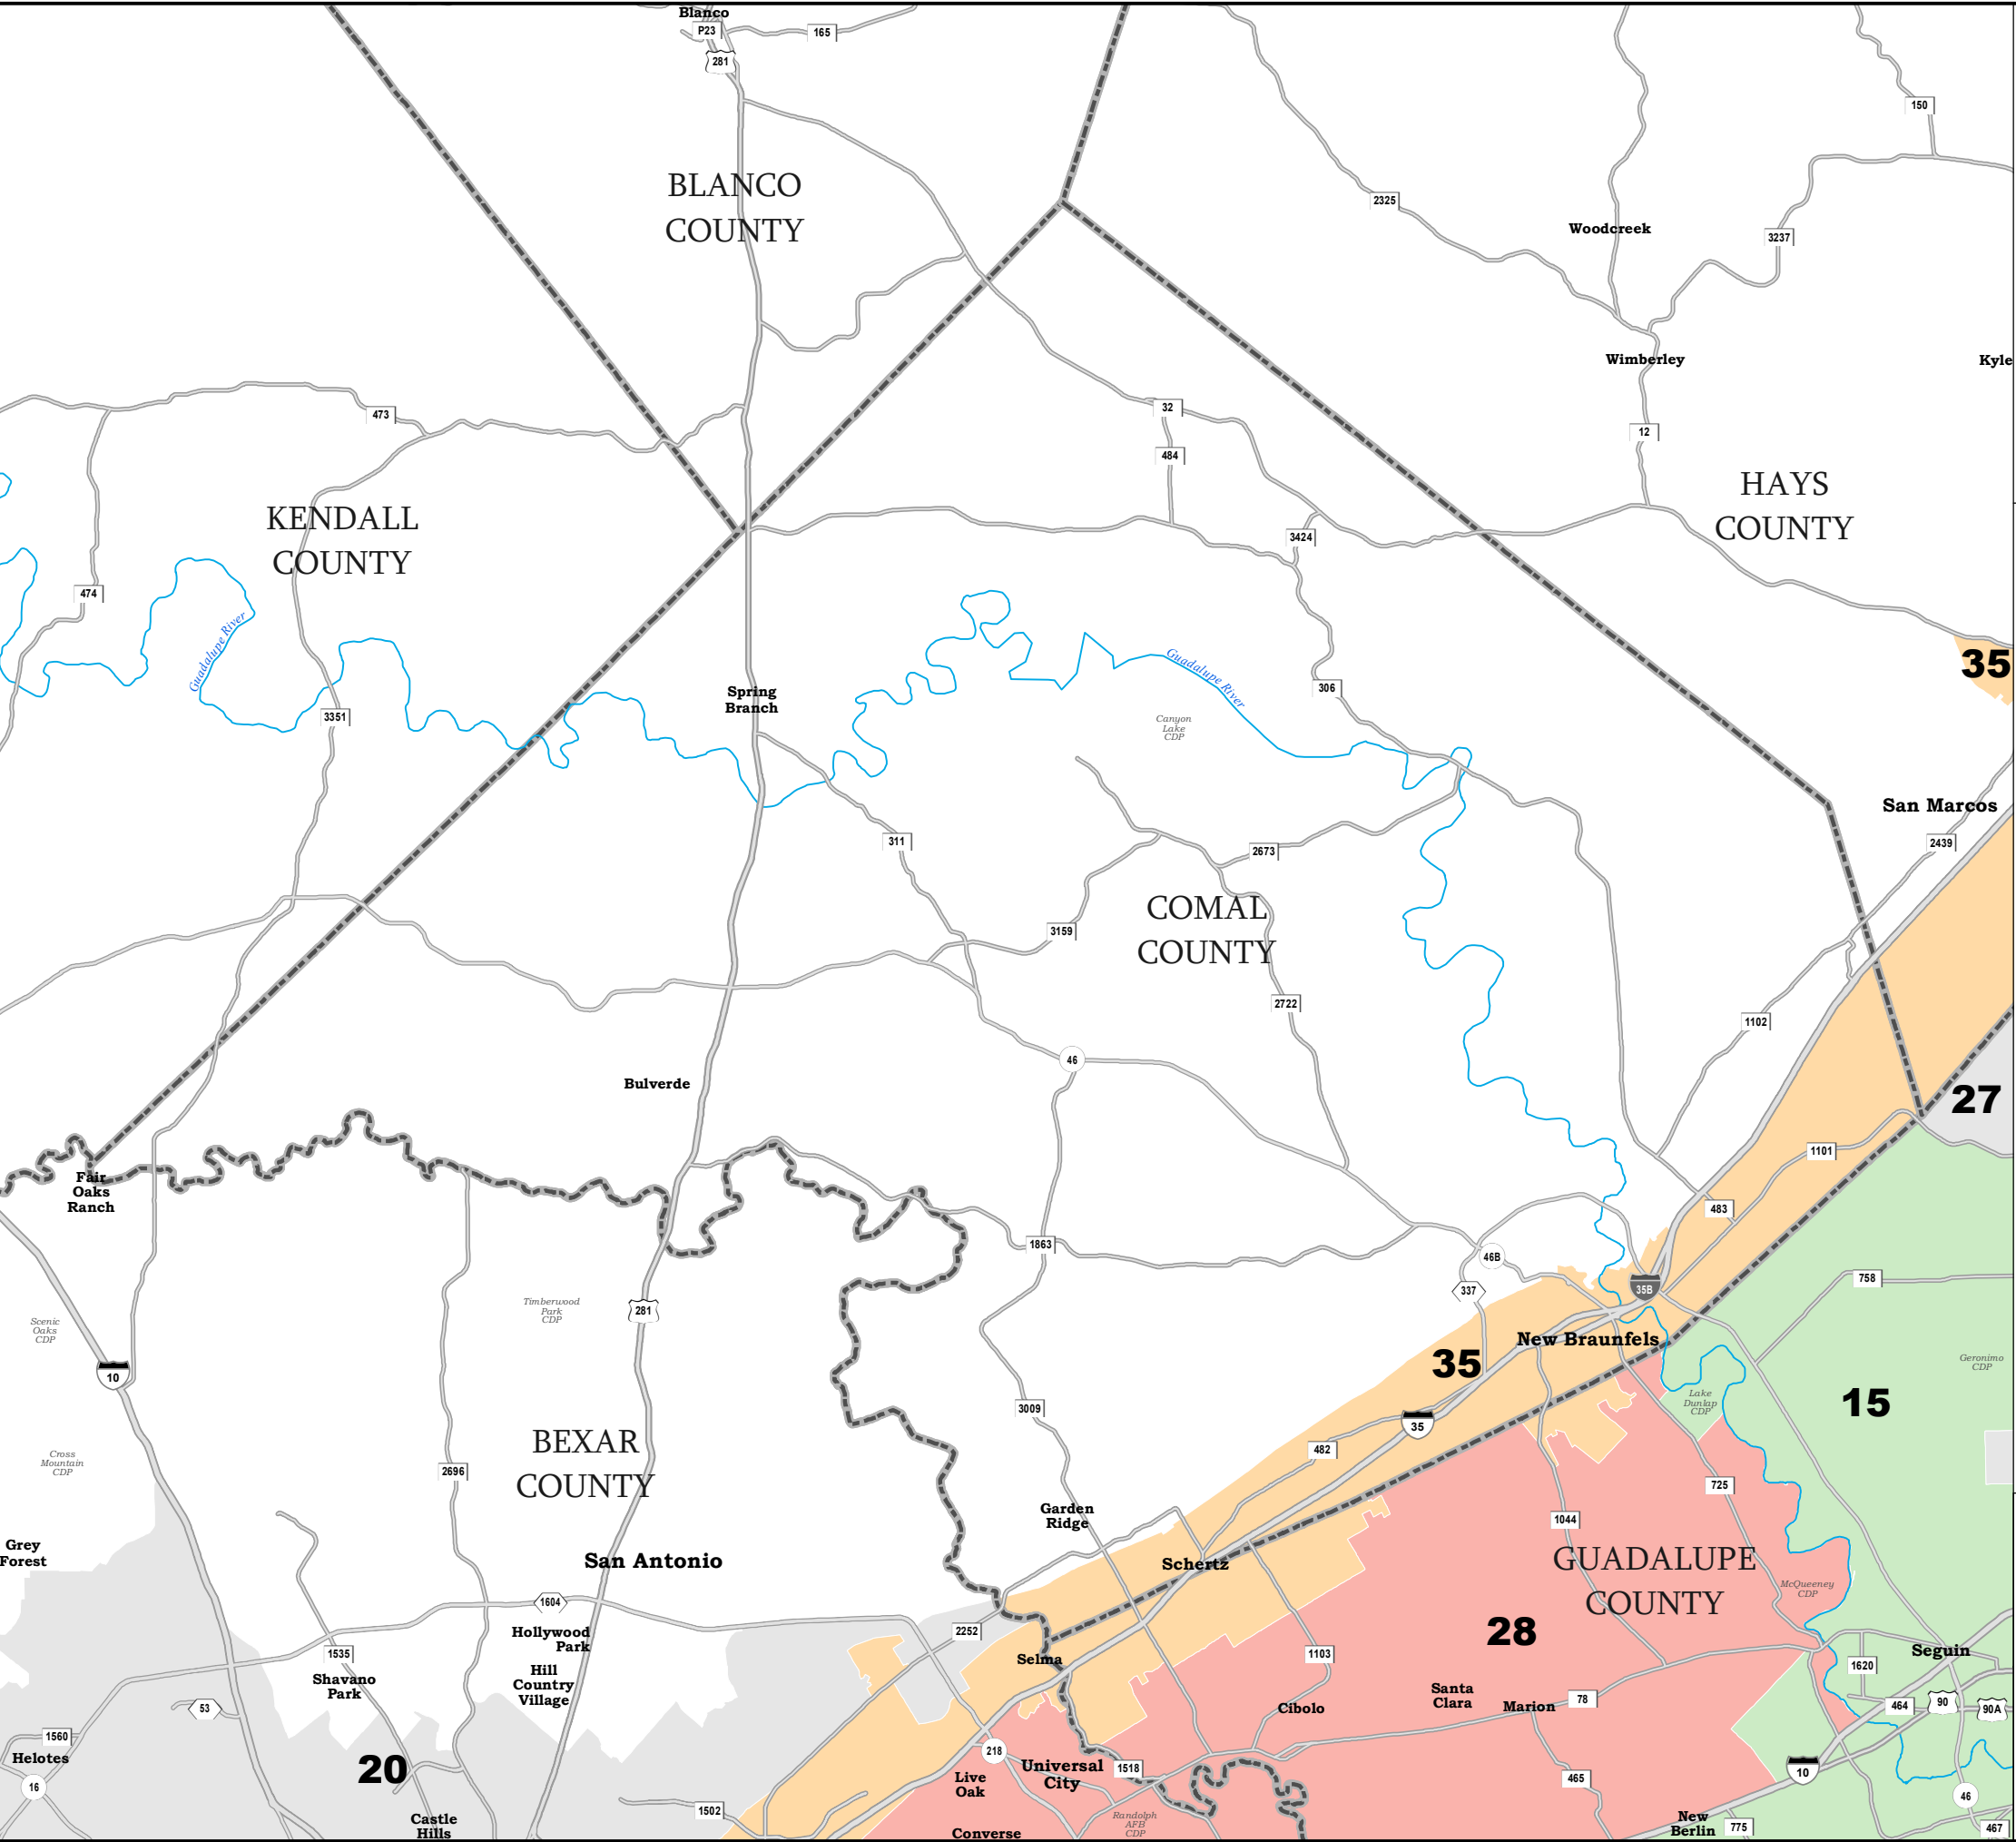 Blanco
P23
165
281
150
BLANCO
COUNTY
2325
Woodcreek
3237
Wimberley
Kyle
473
32
12
484
HAYS
COUNTY
KENDALL
COUNTY
3424
474
Guadalupe River
Guadalupe River
35
306
Spring
Branch
3351
Canyon
Lake
CDP
San Marcos
2439
311
2673
COMAL
COUNTY
3159
2722
1102
46
Bulverde
27
1101
Fair
Oaks
Ranch
483
1863
46B
337
35B
758
281
Timberwood
Park
CDP
Scenic
Oaks
CDP
New Braunfels
35
Geronimo
CDP
10
15
Lake
Dunlap
CDP
3009
35
482
BEXAR
COUNTY
Cross
Mountain
CDP
2696
725
Garden
Ridge
1044
Grey
Forest
San Antonio
Schertz
GUADALUPE
COUNTY
McQueeney
CDP
1604
28
2252
Hollywood
Park
1535
Selma
1103
Seguin
1620
Shavano
Park
Hill
Country
Village
Santa
Clara
78
Marion
Cibolo
53
464
90
90A
1560
Helotes
218
20
Universal
City
1518
Live
Oak
10
465
16
46
1502
Castle
Hills
Randolph
AFB
CDP
Converse
New
Berlin
775
467